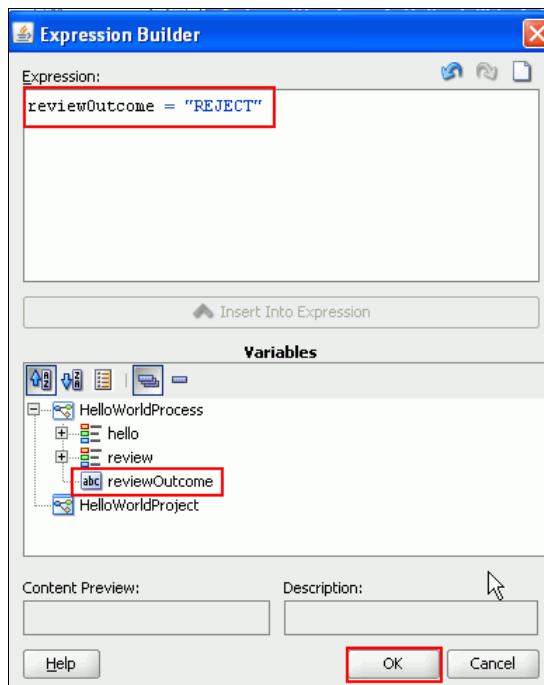 Expression Builder
Expression:
reviewOutcome = "REJECT"
Insert Into Expression
Variables
HelloWorldProcess
hello
review
abc reviewOutcome
HelloWorldProject
Content Preview:
Description:
Help
OK
Cancel